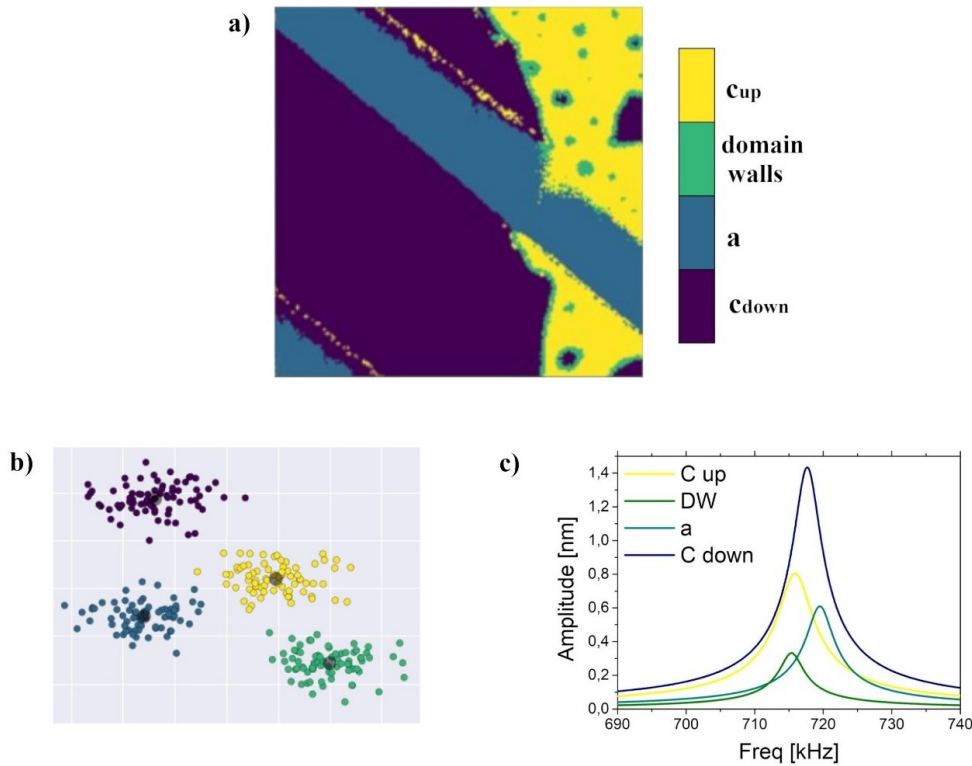 a)
cup
domain
walls
a
cdown
b)
c)
C up
DW
a
C down
1,4
1,2
1,0
0,8
0,6
0,4
0,2
0,0
Amplitude [nm]
690 700 710 720 730 740
Freq [kHz]